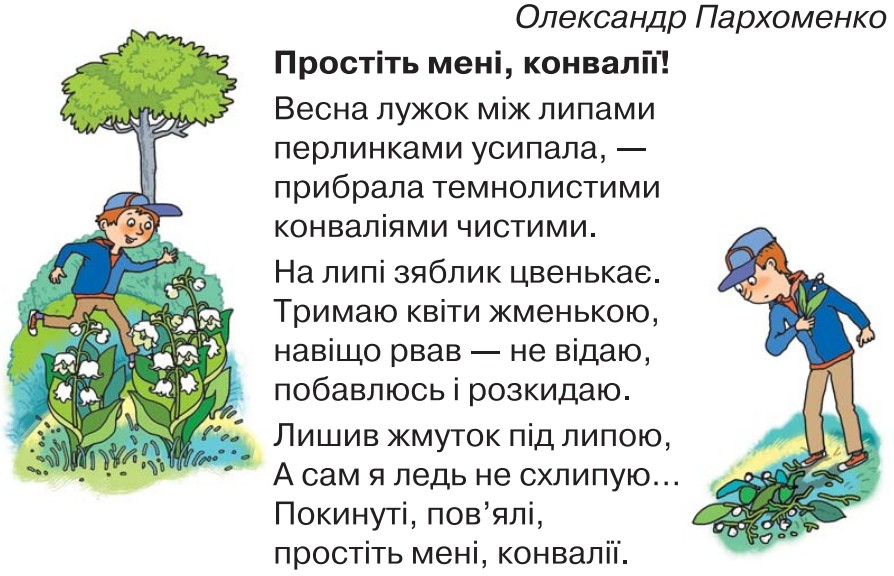 Олександр Пархоменко
Простіть мені, конвалії!
Весна лужок між липами
перлинками усипала, —
прибрала темнолистими
конваліями чистими.
На липі зяблик цвенькає.
Тримаю квіти жменькою,
навіщо рвав — не відаю,
побавлюсь і розкидаю.
Лишив жмуток під липою,
А сам я ледь не схлипую...
Покинуті, пов’ялі,
простіть мені, конвалії.